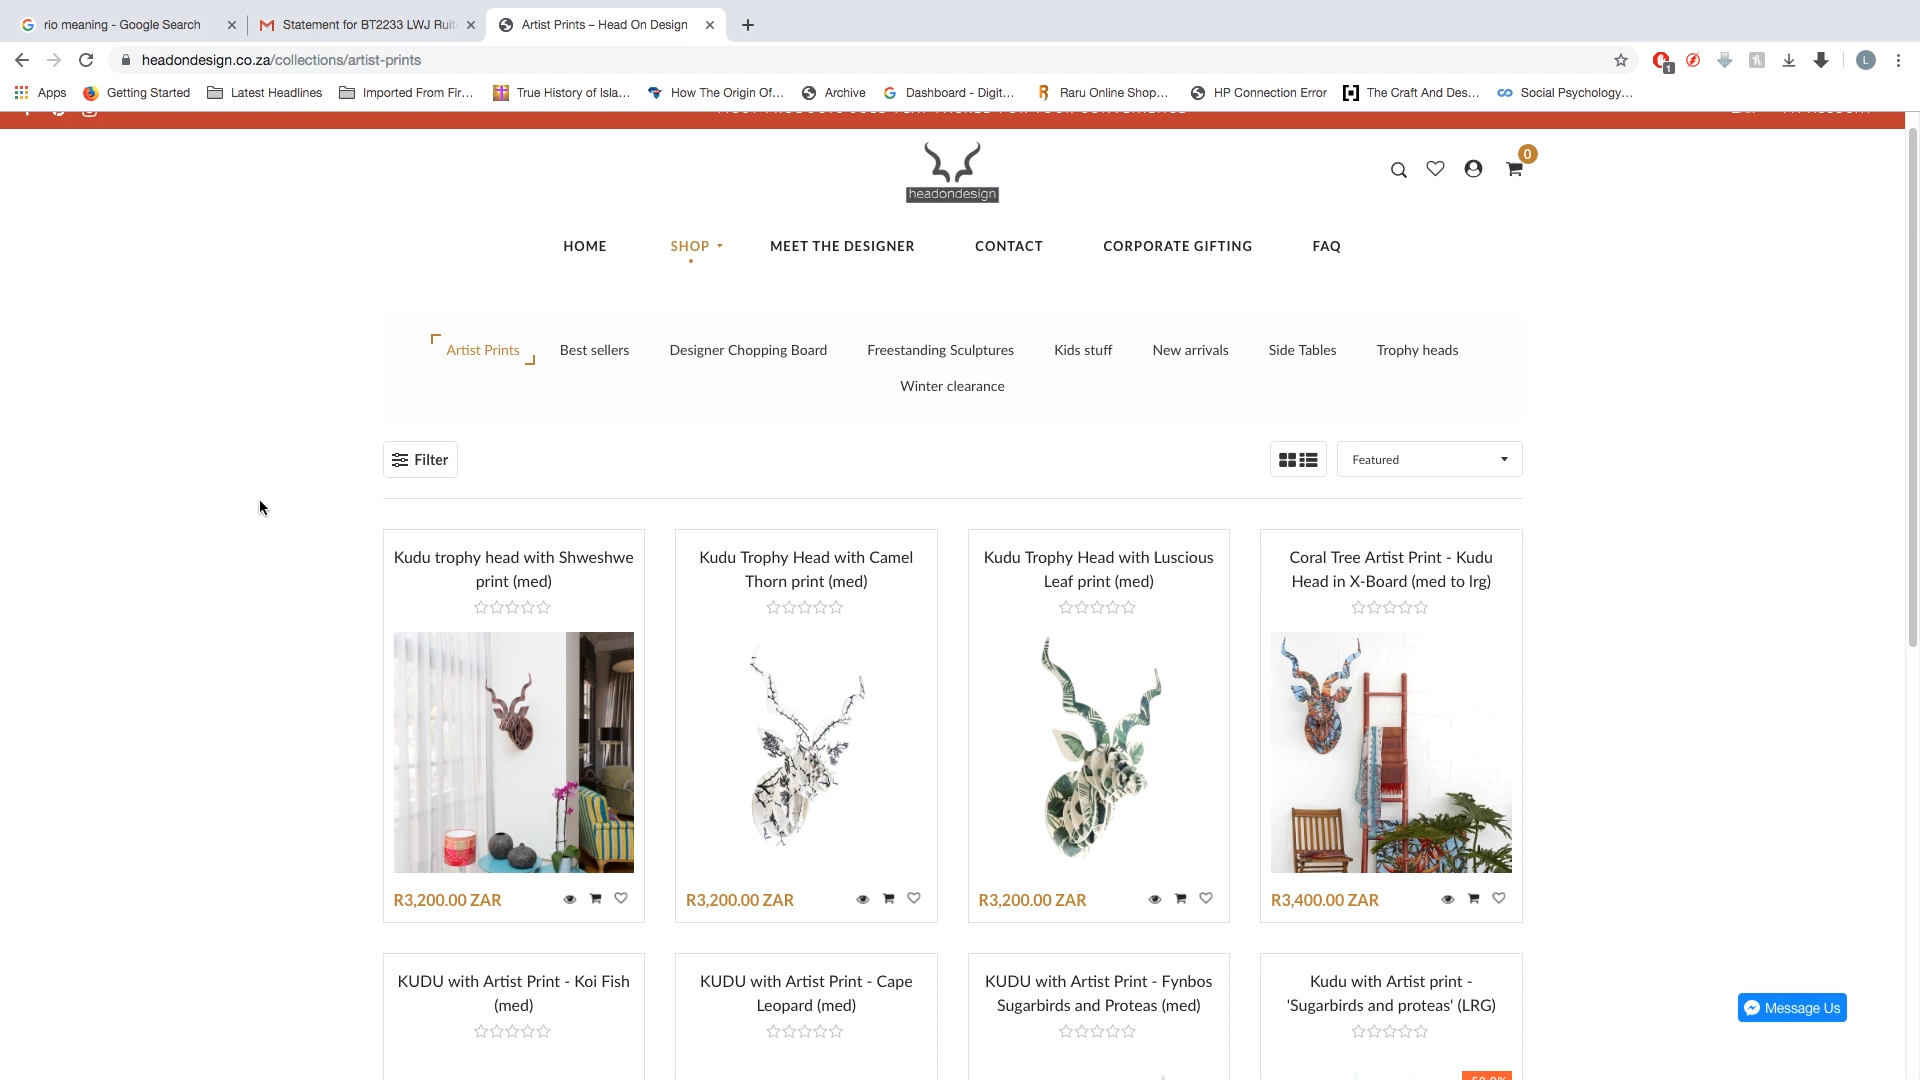 rio meaning - Google Search
Statement for BT2233 LWJ Ruit
Artist Prints – Head On Design
headondesign.co.za/collections/artist-prints
1
L
Apps
Getting Started
Latest Headlines
Imported From Fir...
True History of Isla...
How The Origin Of...
Archive
Dashboard - Digit...
Raru Online Shop...
HP Connection Error
The Craft And Des...
Social Psychology...
headondesign
0
HOME
SHOP
MEET THE DESIGNER
CONTACT
CORPORATE GIFTING
FAQ
Artist Prints
Best sellers
Designer Chopping Board
Freestanding Sculptures
Kids stuff
New arrivals
Side Tables
Trophy heads
Winter clearance
Filter
Featured
Kudu trophy head with Shweshwe
print (med)
Kudu Trophy Head with Camel
Thorn print (med)
Kudu Trophy Head with Luscious
Leaf print (med)
Coral Tree Artist Print - Kudu
Head in X-Board (med to lrg)
R3,200.00 ZAR
R3,200.00 ZAR
R3,200.00 ZAR
R3,400.00 ZAR
KUDU with Artist Print - Koi Fish
(med)
KUDU with Artist Print - Cape
Leopard (med)
KUDU with Artist Print - Fynbos
Sugarbirds and Proteas (med)
Kudu with Artist print -
'Sugarbirds and proteas' (LRG)
Message Us